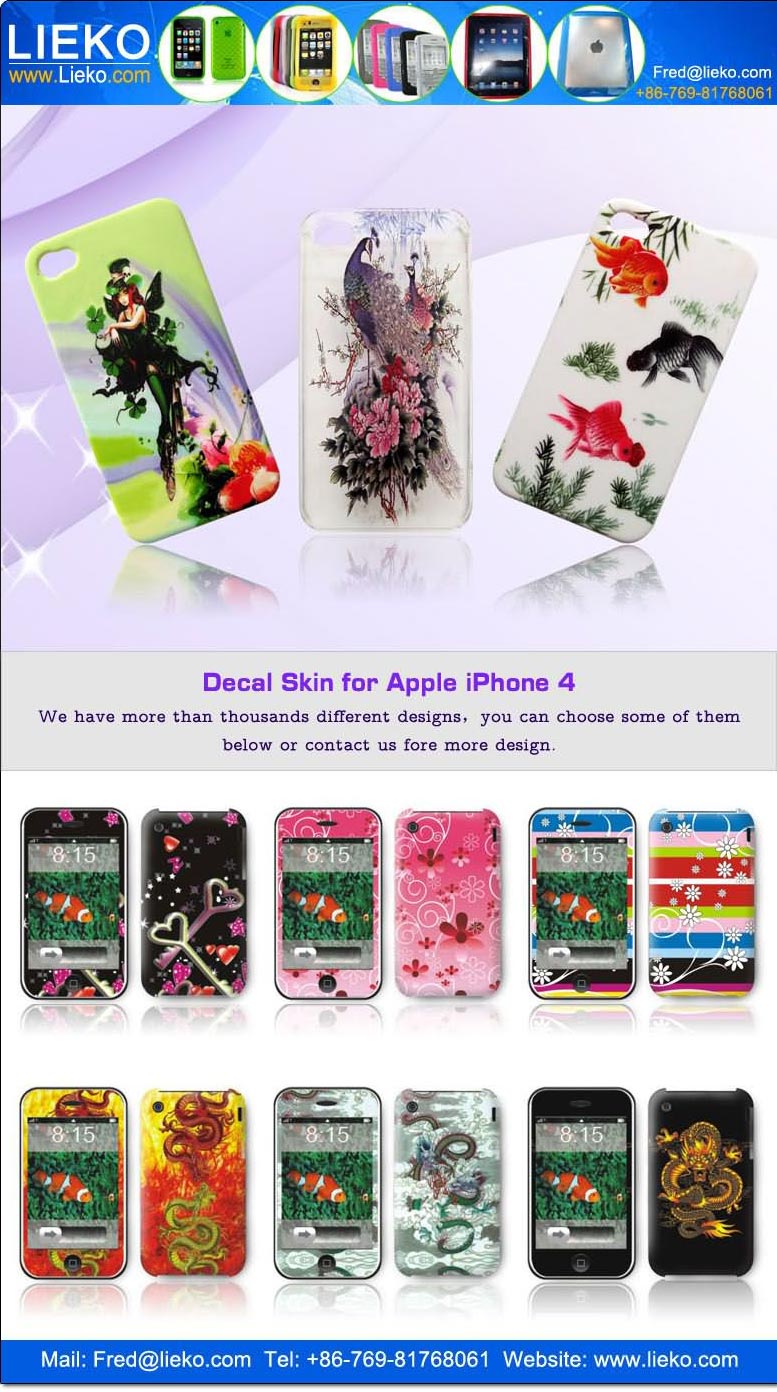 LIEKO
www.Lieko.com
Fred@lieko.com
+86-769-81768061
Decal Skin for Apple iPhone 4
We have more than thousands different designs, you can choose some of them
below or contact us fore more design.
8:15
8:15
8:15
8:15
8:15
8:15
Mail: Fred@lieko.com Tel: +86-769-81768061 Website: www.lieko.com